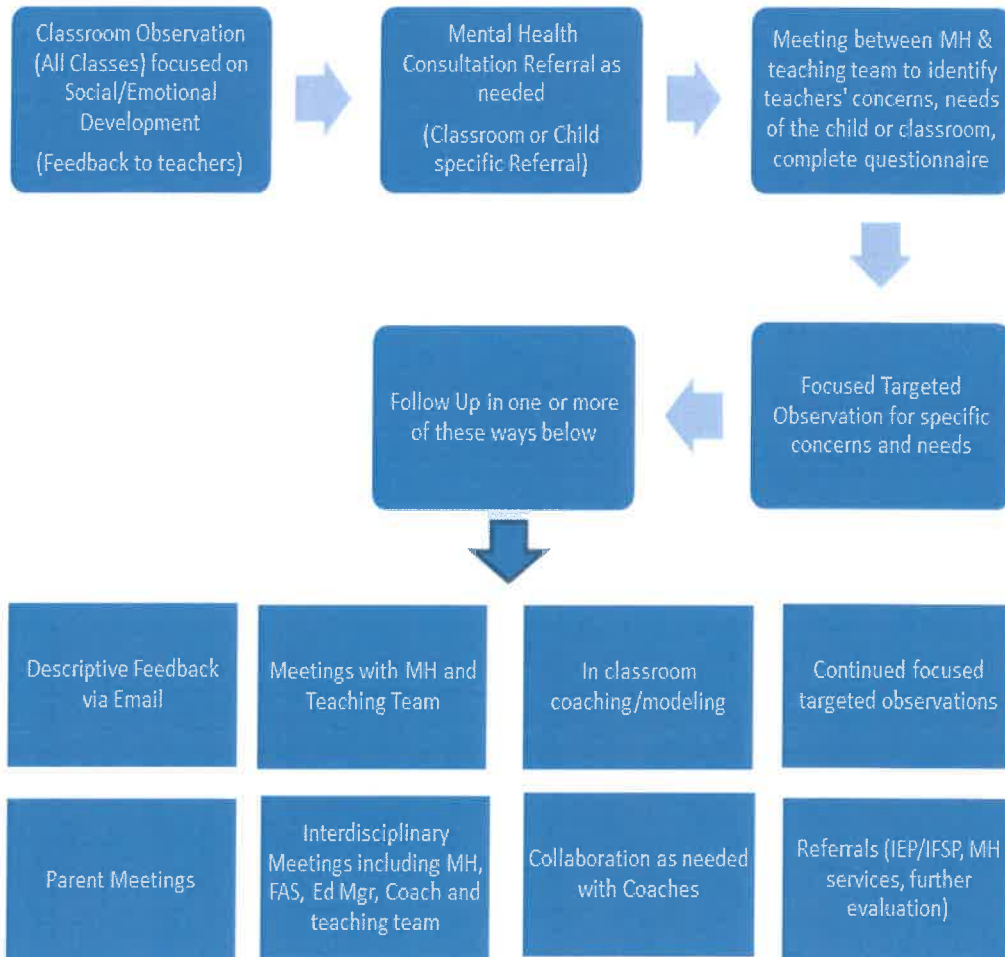 Classroom Observation
(All Classes) focused on
Social/Emotional
Development
(Feedback to teachers)
Mental Health
Consultation Referral as
needed
(Classroom or Child
specific Referral)
Meeting between MH &
teaching team to identify
teachers' concerns, needs
of the child or classroom,
complete questionnaire
Focused Targeted
Observation for specific
concerns and needs
Follow Up in one or more
of these ways below
Descriptive Feedback
via Email
Meetings with MH and
Teaching Team
In classroom
coaching/modeling
Continued focused
targeted observations
Parent Meetings
Interdisciplinary
Meetings including MH,
FAS, Ed Mgr, Coach and
teaching team
Collaboration as needed
with Coaches
Referrals (IEP/IFSP, MH
services, further
evaluation)